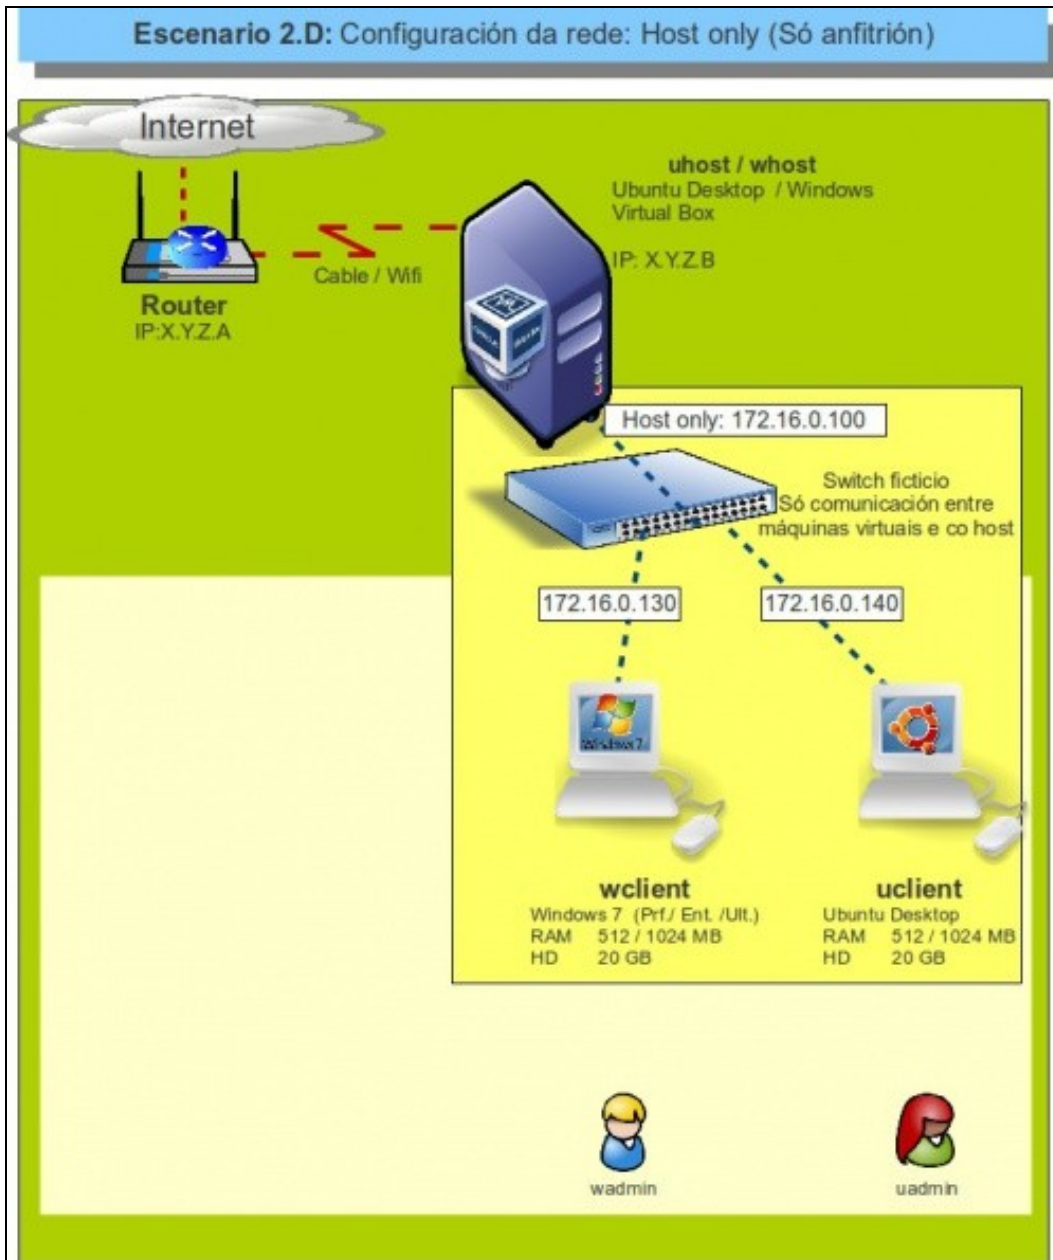 Escenario 2.D: Configuración da rede: Host only (Só anfitrión)
Internet
uhost / whost
Ubuntu Desktop / Windows
Virtual Box
IP: X.Y.Z.B
Cable / Wifi
Router
IP:X.Y.Z.A
Host only: 172.16.0.100
Switch ficticio
Só comunicación entre
máquinas virtuais e co host
172.16.0.130
172.16.0.140
Windows 7
wclient
Windows 7 (Prf./ Ent. /Ult.)
RAM 512 / 1024 MB
HD 20 GB
uclient
Ubuntu Desktop
RAM 512 / 1024 MB
HD 20 GB
wadmin
uadmin